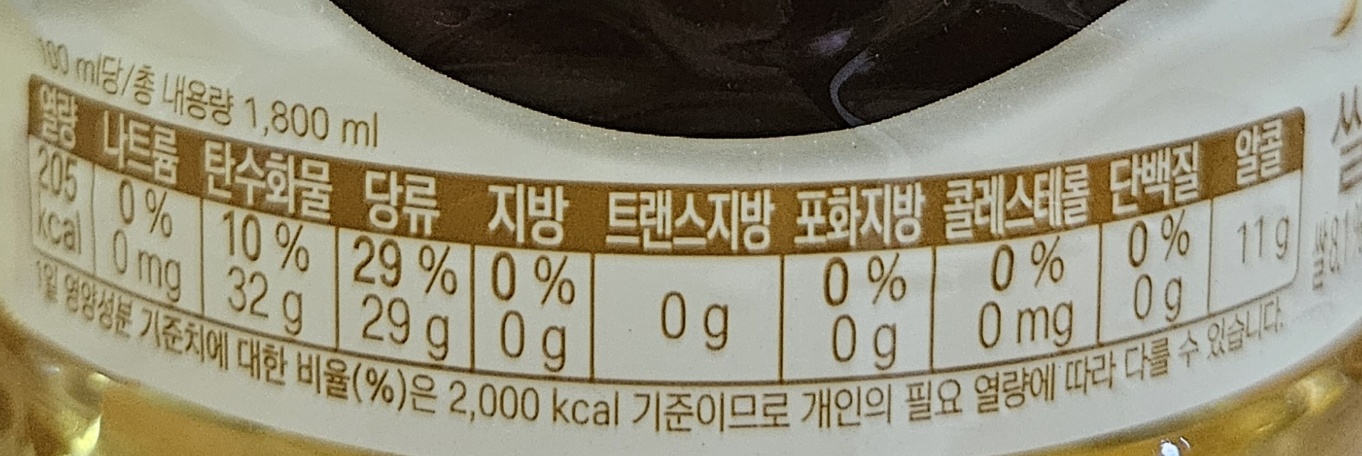 100 ml당/총 내용량 1,800 ml
열량 나트륨 탄수화물 당류 지방 트랜스지방 포화지방 콜레스테롤 단백질 알콜
205 kcal 0 % 10 % 29 % 0 % 0 g 0 % 0 % 0 % 11 g
0 mg 32 g 29 g 0 g 0 g 0 mg 0 g
1일 영양성분 기준치에 대한 비율(%)은 2,000 kcal 기준이므로 개인의 필요 열량에 따라 다를 수 있습니다.